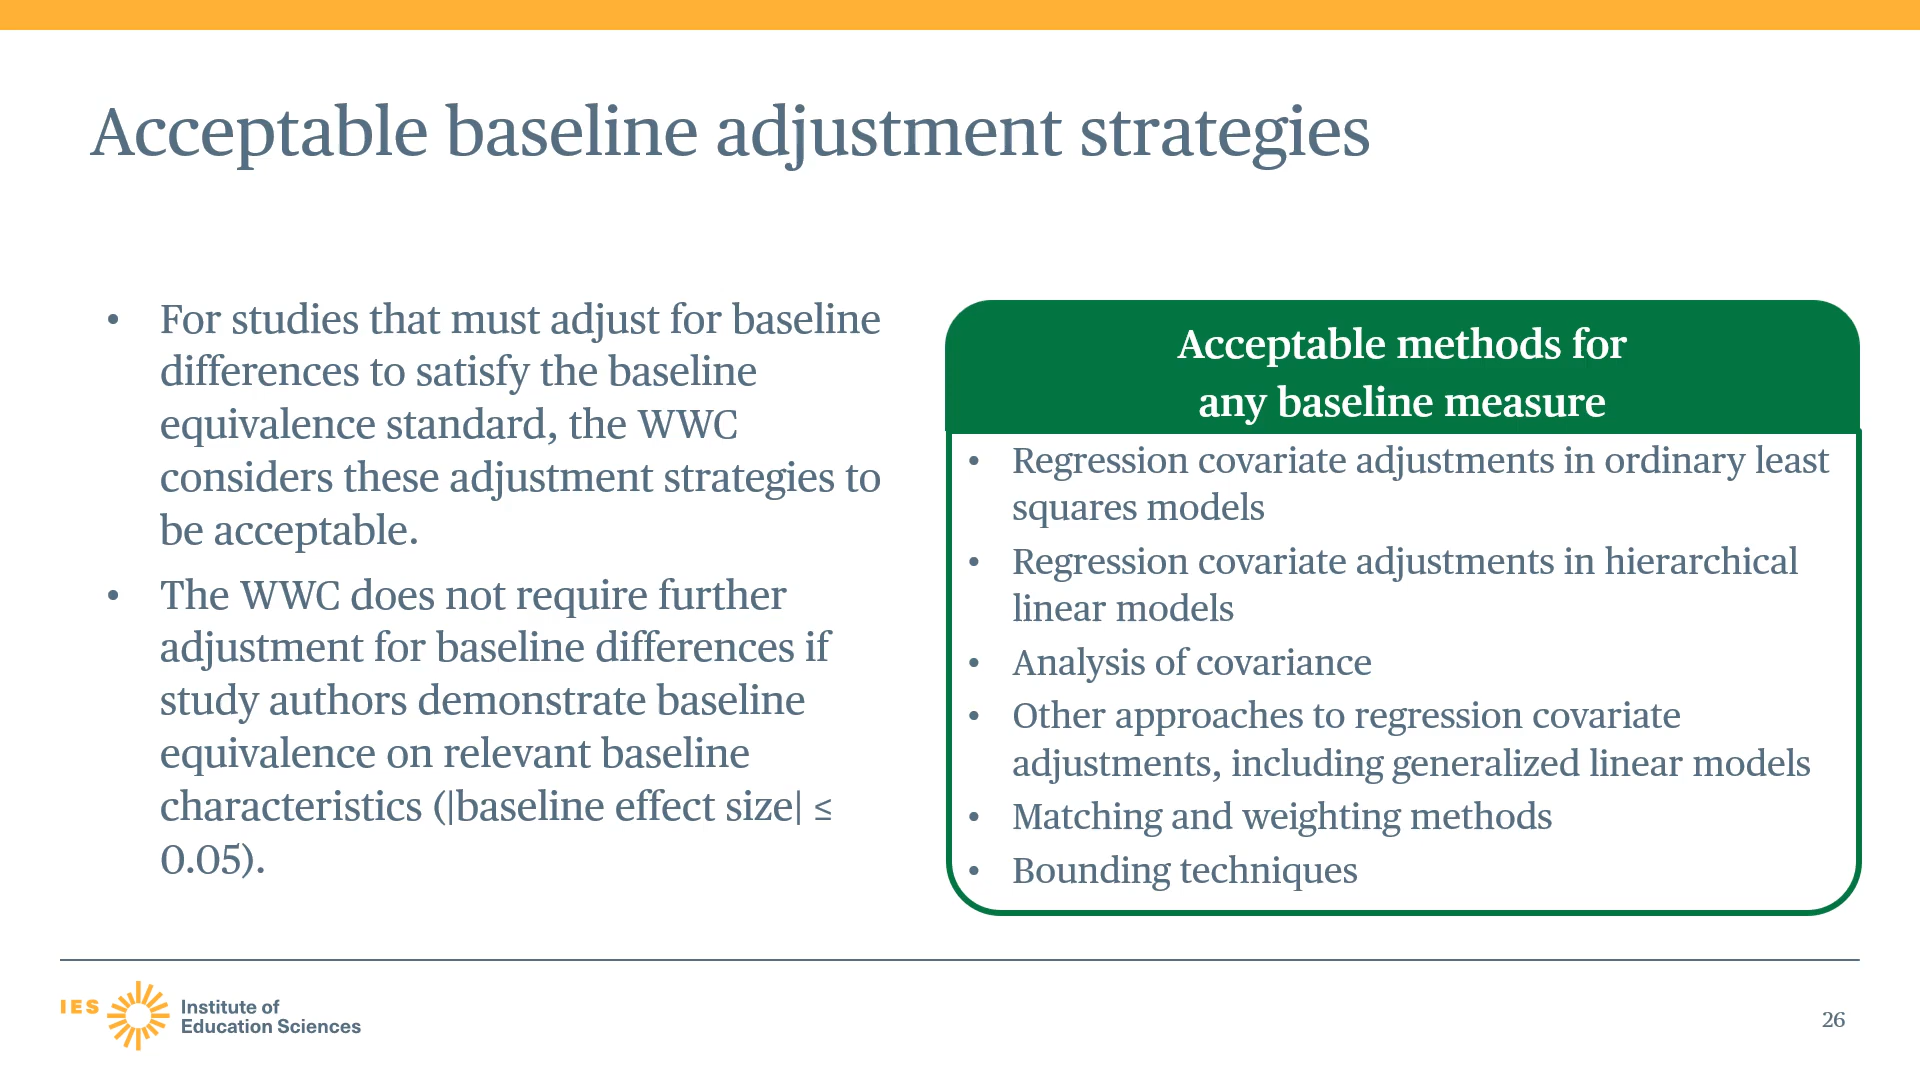 Acceptable baseline adjustment strategies
• For studies that must adjust for baseline
differences to satisfy the baseline
equivalence standard, the WWC
considers these adjustment strategies to
be acceptable.
• The WWC does not require further
adjustment for baseline differences if
study authors demonstrate baseline
equivalence on relevant baseline
characteristics (|baseline effect size| ≤
0.05).
Acceptable methods for
any baseline measure
• Regression covariate adjustments in ordinary least
squares models
• Regression covariate adjustments in hierarchical
linear models
• Analysis of covariance
• Other approaches to regression covariate
adjustments, including generalized linear models
• Matching and weighting methods
• Bounding techniques
IES
Institute of
Education Sciences
26